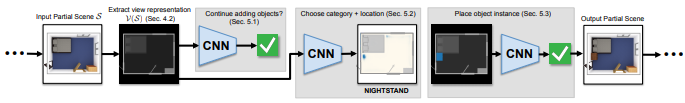 Input Partial Scene S
Extract view representation
V(S) (Sec. 4.2)
Continue adding objects?
(Sec. 5.1)
CNN
Choose category + location (Sec. 5.2)
CNN
NIGHTSTAND
Place object instance (Sec. 5.3)
CNN
Output Partial Scene